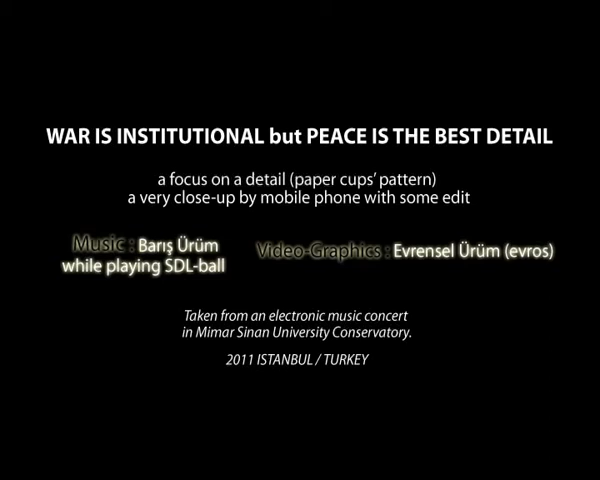 WAR IS INSTITUTIONAL but PEACE IS THE BEST DETAIL
a focus on a detail (paper cups' pattern)
a very close-up by mobile phone with some edit
Music : Barış Ürüm
while playing SDL-ball
Video-Graphics : Evrensel Ürüm (evros)
Taken from an electronic music concert
in Mimar Sinan University Conservatory.
2011 ISTANBUL / TURKEY